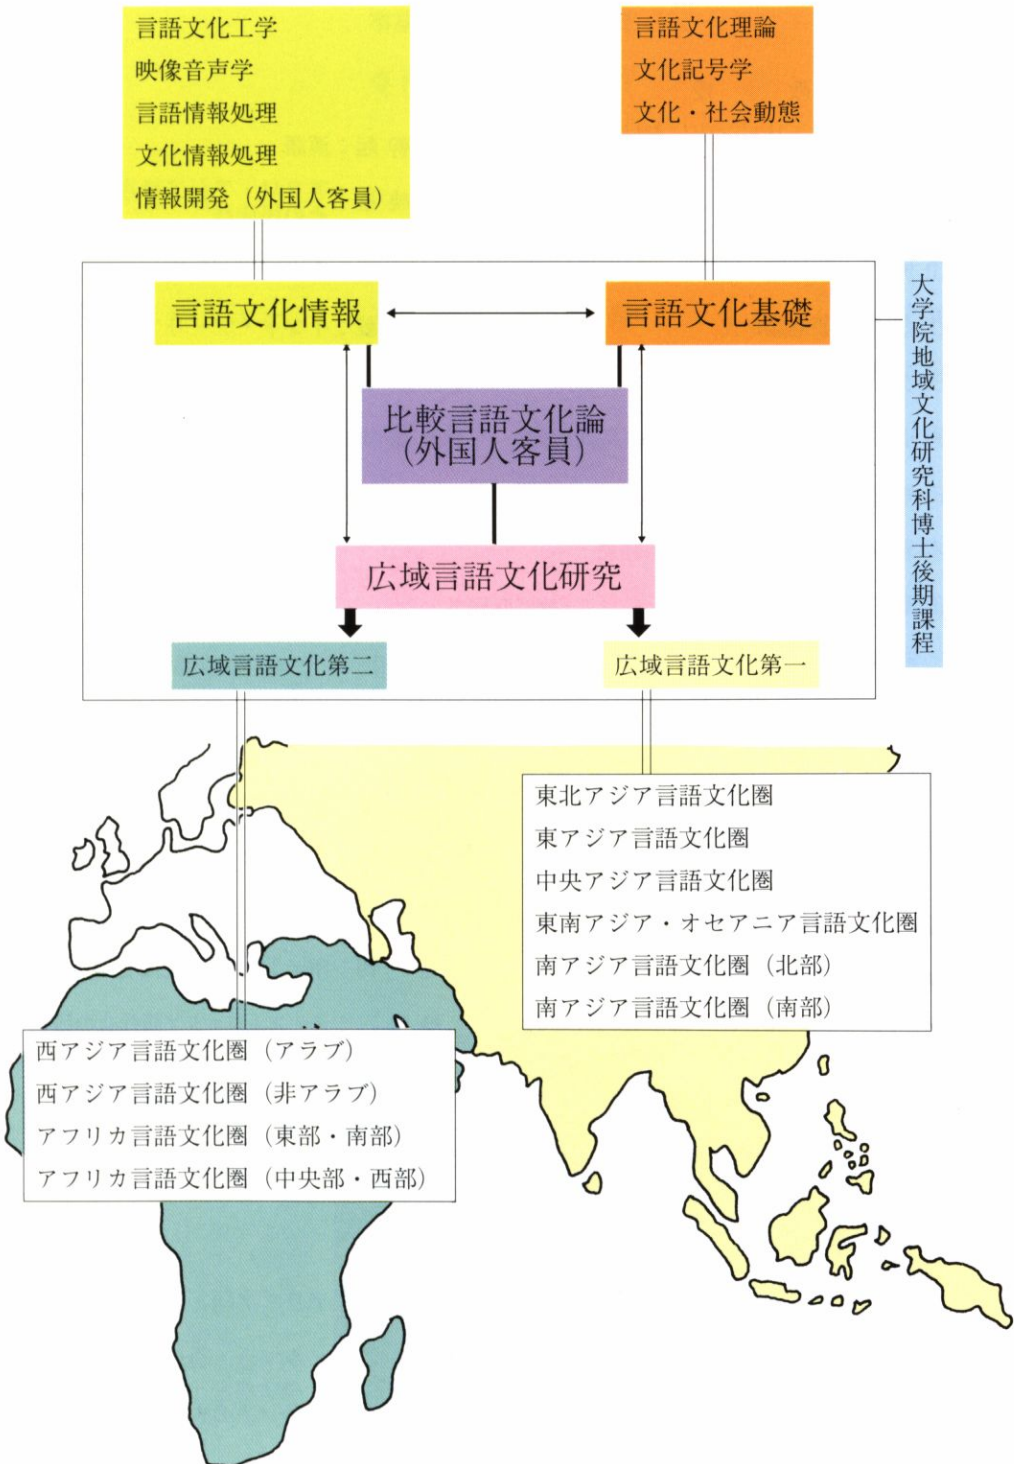 言語文化工学
映像音声学
言語情報処理
文化情報処理
情報開発（外国人客員）
言語文化理論
文化記号学
文化・社会動態
言語文化情報
言語文化基礎
大学院地域文化研究科博士後期課程
比較言語文化論
（外国人客員）
広域言語文化研究
広域言語文化第二
広域言語文化第一
東北アジア言語文化圏
東アジア言語文化圏
中央アジア言語文化圏
東南アジア・オセアニア言語文化圏
南アジア言語文化圏（北部）
南アジア言語文化圏（南部）
西アジア言語文化圏（アラブ）
西アジア言語文化圏（非アラブ）
アフリカ言語文化圏（東部・南部）
アフリカ言語文化圏（中央部・西部）